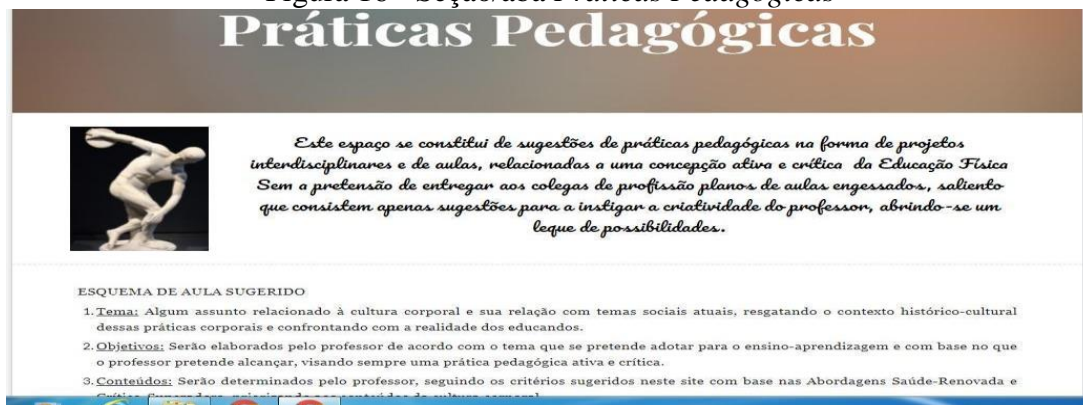 Figura 18 - Seção/aba Práticas Pedagógicas
Práticas Pedagógicas
Este espaço se constitui de sugestões de práticas pedagógicas na forma de projetos
interdisciplinares e de aulas, relacionadas a uma concepção ativa e crítica da Educação Física
Sem a pretensão de entregar aos colegas de profissão planos de aulas engessados, saliento
que consistem apenas sugestões para a instigar a criatividade do professor, abrindo-se um
leque de possibilidades.
ESQUEMA DE AULA SUGERIDO
1. Tema: Algum assunto relacionado à cultura corporal e sua relação com temas sociais atuais, resgatando o contexto histórico-cultural
dessas práticas corporais e confrontando com a realidade dos educandos.
2. Objetivos: Serão elaborados pelo professor de acordo com o tema que se pretende adotar para o ensino-aprendizagem e com base no que
o professor pretende alcançar, visando sempre uma prática pedagógica ativa e crítica.
3. Conteúdos: Serão determinados pelo professor, seguindo os critérios sugeridos neste site com base nas Abordagens Saúde-Renovada e